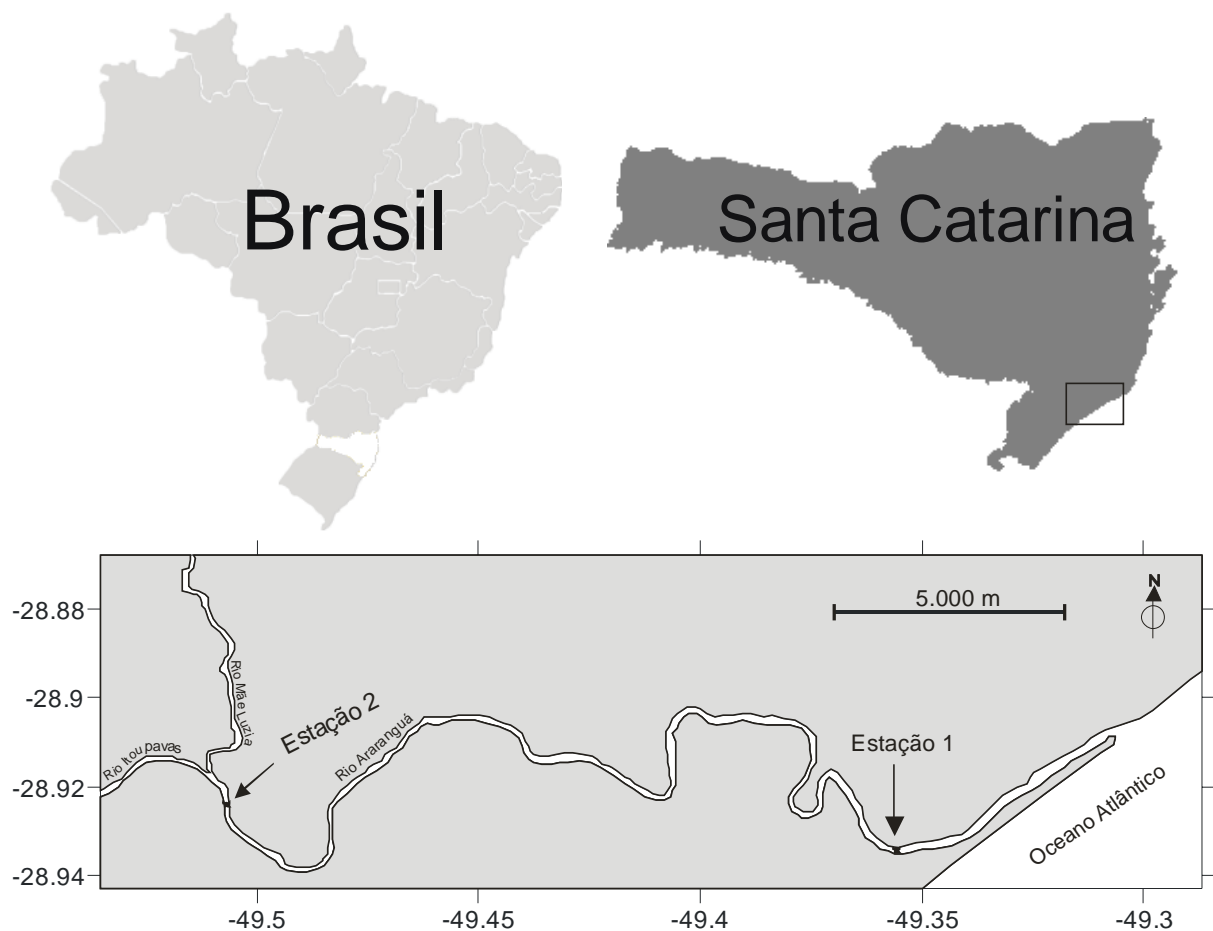 Brasil
Santa Catarina
5.000 m
N
-28.88
-28.9
-28.92
-28.94
Rio Mãe Luzia
Estação 2
Rio Itoupavas
Rio Araranguá
Estação 1
Oceano Atlântico
-49.5
-49.45
-49.4
-49.35
-49.3